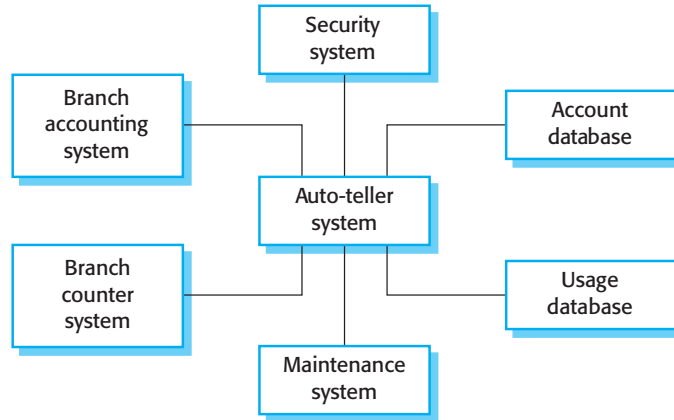 Security
system
Branch
accounting
system
Account
database
Auto-teller
system
Branch
counter
system
Usage
database
Maintenance
system